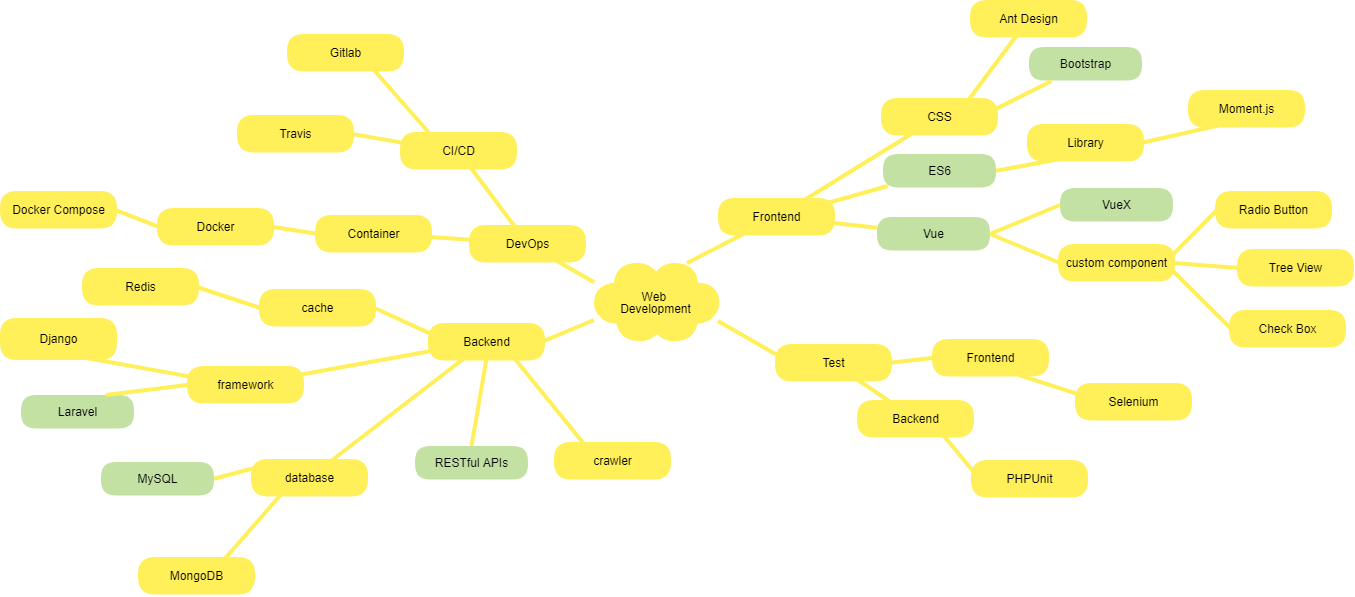 Ant Design
Gitlab
Bootstrap
Moment.js
CSS
Travis
Library
CI/CD
ES6
VueX
Docker Compose
Radio Button
Frontend
Docker
Container
Vue
DevOps
custom component
Tree View
Redis
Web
Development
cache
Check Box
Django
Backend
Frontend
Test
framework
Selenium
Laravel
Backend
crawler
RESTful APIs
database
MySQL
PHPUnit
MongoDB